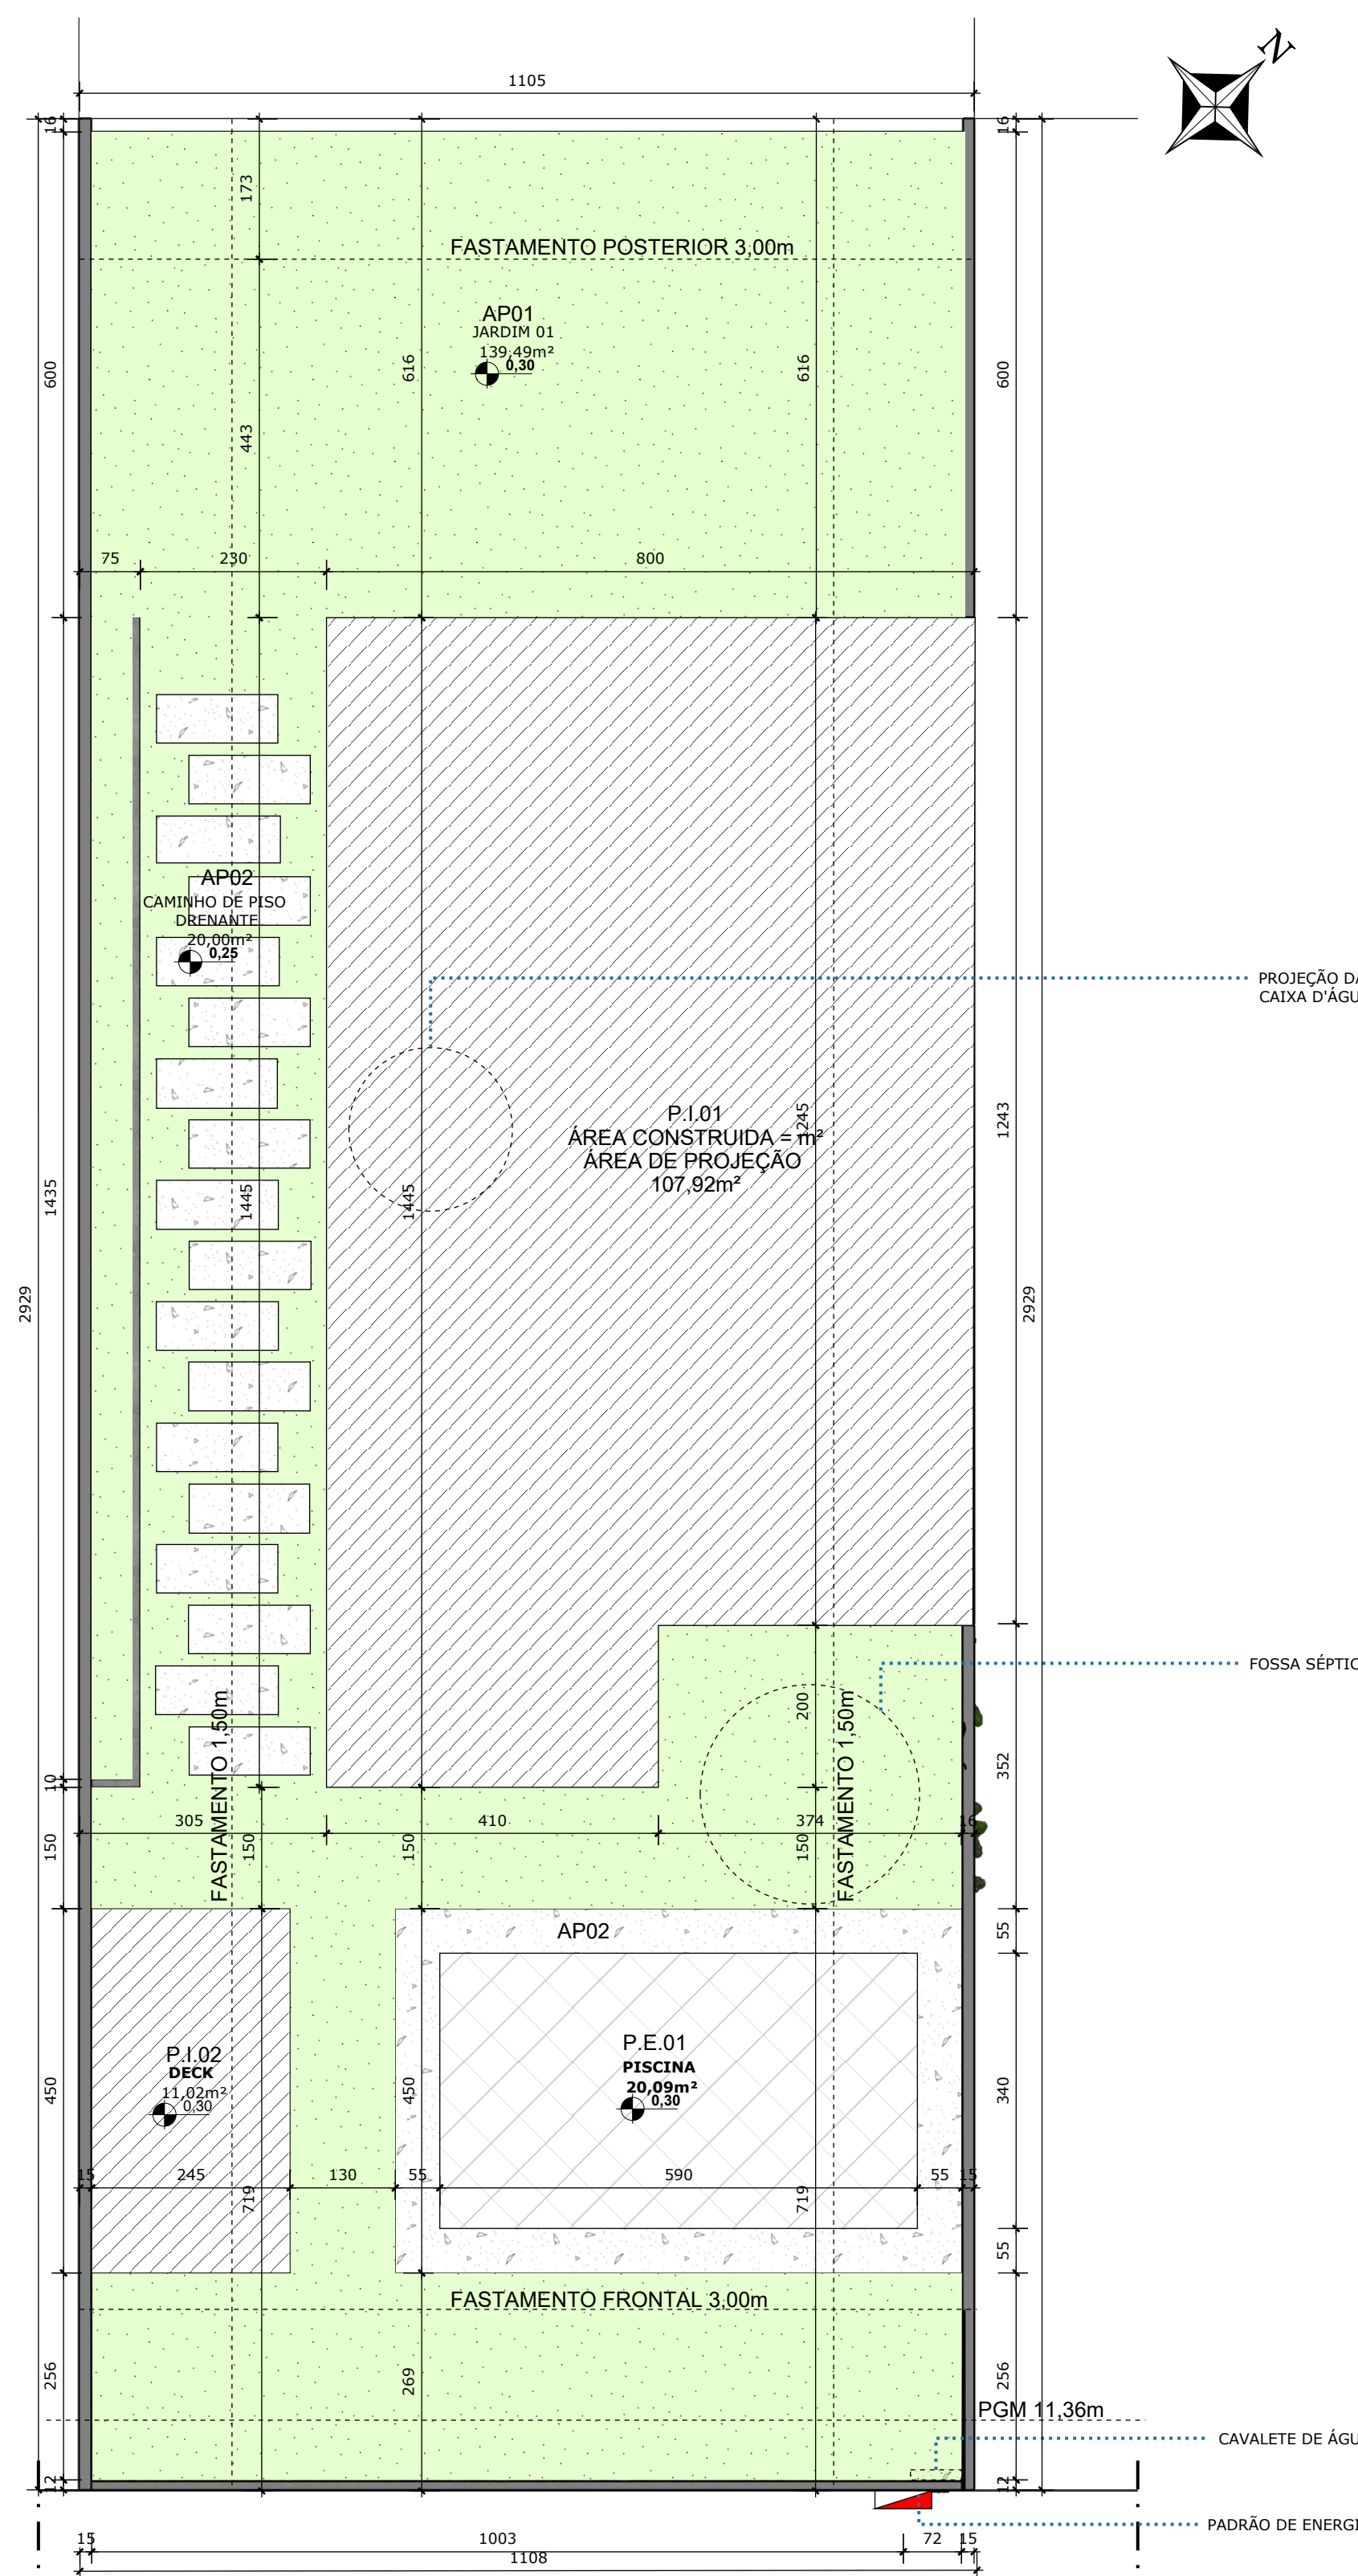 N
1105
16
16
173
FASTAMENTO POSTERIOR 3,00m
AP01
JARDIM 01
139,49m²
0,30
600
616
616
600
443
75
230
800
AP02
CAMINHO DE PISO
DRENANTE
20,00m²
0,25
PROJEÇÃO DA
CAIXA D'ÁGU
P.I.01
ÁREA CONSTRUIDA = m²
ÁREA DE PROJEÇÃO
107,92m²
1245
1243
1435
1445
1445
2929
2929
FOSSA SÉPTIC
FASTAMENTO 1,50m
FASTAMENTO 1,50m
200
352
10
305
410
374
16
150
150
150
150
AP02
55
P.I.02
DECK
11,02m²
0,30
P.E.01
PISCINA
20,09m²
0,30
450
450
340
15
245
130
55
590
55
15
719
719
55
FASTAMENTO FRONTAL 3,00m
256
269
256
PGM 11,36m
CAVALETE DE ÁGU
12
12
PADRÃO DE ENERGI
15
1003
72
15
1108